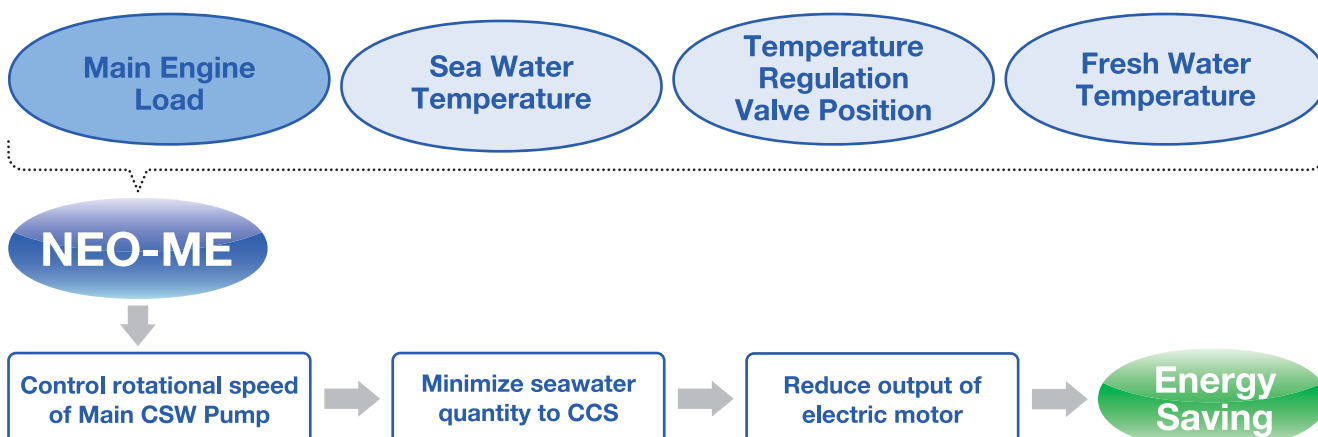 Main Engine
Load
Sea Water
Temperature
Temperature
Regulation
Valve Position
Fresh Water
Temperature
NEO-ME
Control rotational speed
of Main CSW Pump
Minimize seawater
quantity to CCS
Reduce output of
electric motor
Energy
Saving